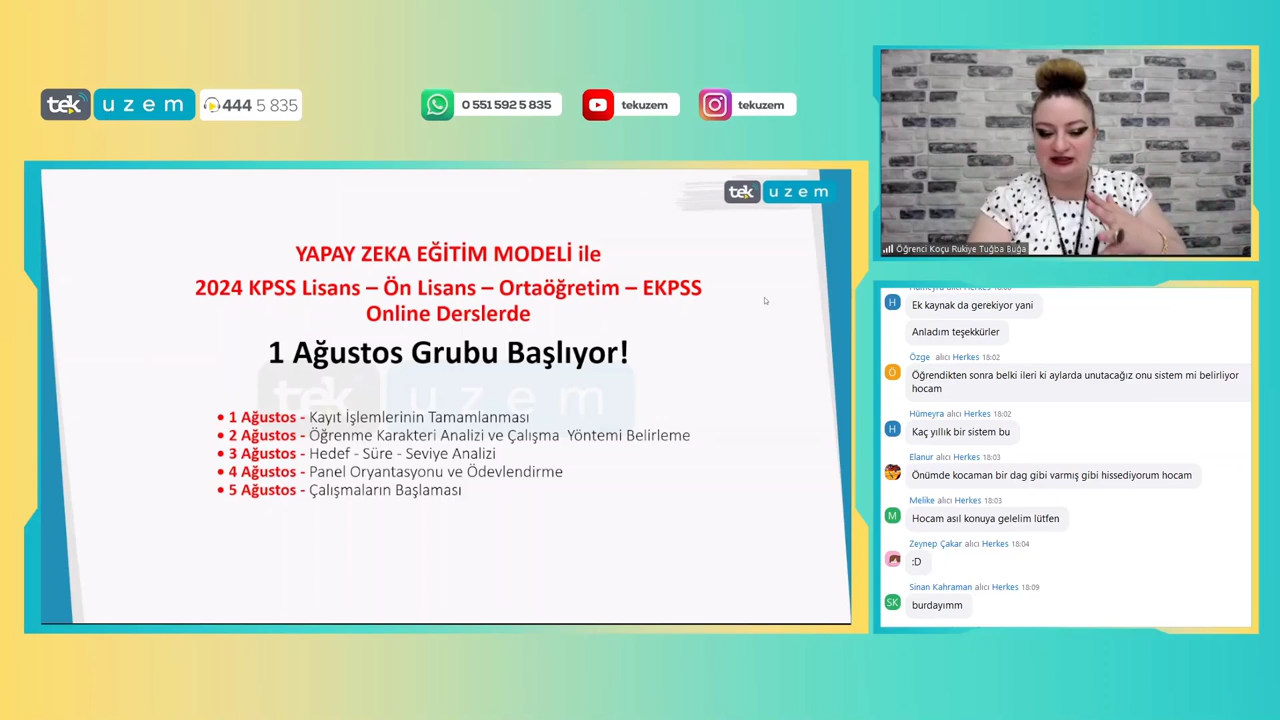 tek uzem 444 5 835
0 551 592 5 835
tekuzem
tekuzem
tek uzem
YAPAY ZEKA EĞİTİM MODELİ ile
2024 KPSS Lisans – Ön Lisans – Ortaöğretim – EKPSS
Online Derslerde
1 Ağustos Grubu Başlıyor!
tek uzem
• 1 Ağustos - Kayıt İşlemlerinin Tamamlanması
• 2 Ağustos - Öğrenme Karakteri Analizi ve Çalışma Yöntemi Belirleme
• 3 Ağustos - Hedef - Süre - Seviye Analizi
• 4 Ağustos - Panel Oryantasyonu ve Ödevlendirme
• 5 Ağustos - Çalışmaların Başlaması
Öğrenci Koçu Rukiye Tuğba Buğa
H
Ek kaynak da gerekiyor yani
Anladım teşekkürler
Özge alıcı Herkes 18:02
Ö
Öğrendikten sonra belki ileri ki aylarda unutacağız onu sistem mi belirliyor
hocam
Hümeyra alıcı Herkes 18:02
H
Kaç yıllık bir sistem bu
Elanur alıcı Herkes 18:03
Önümde kocaman bir dag gibi varmış gibi hissediyorum hocam
Melike alıcı Herkes 18:03
M
Hocam asıl konuya gelelim lütfen
Zeynep Çakar alıcı Herkes 18:04
:D
Sinan Kahraman alıcı Herkes 18:09
SK
burdayımm